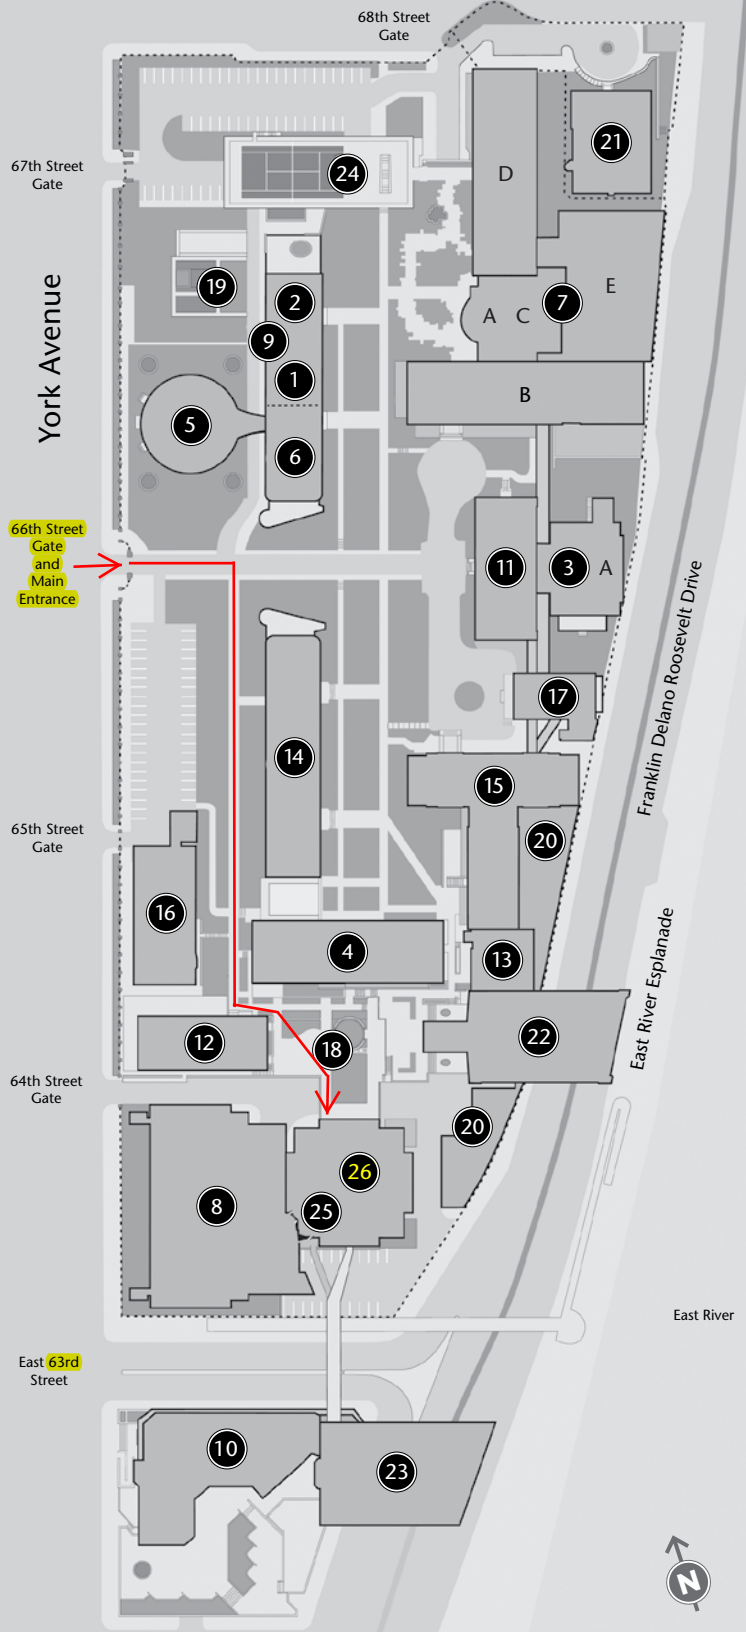 68th Street
Gate
21
67th Street
Gate
24
D
19
2
7
E
A C
9
York Avenue
1
B
5
6
66th Street
Gate
and
Main
Entrance
11
3
A
Franklin Delano Roosevelt Drive
17
14
15
65th Street
Gate
20
16
4
13
East River Esplanade
12
18
22
64th Street
Gate
20
26
8
25
East River
East 63rd
Street
10
23
N